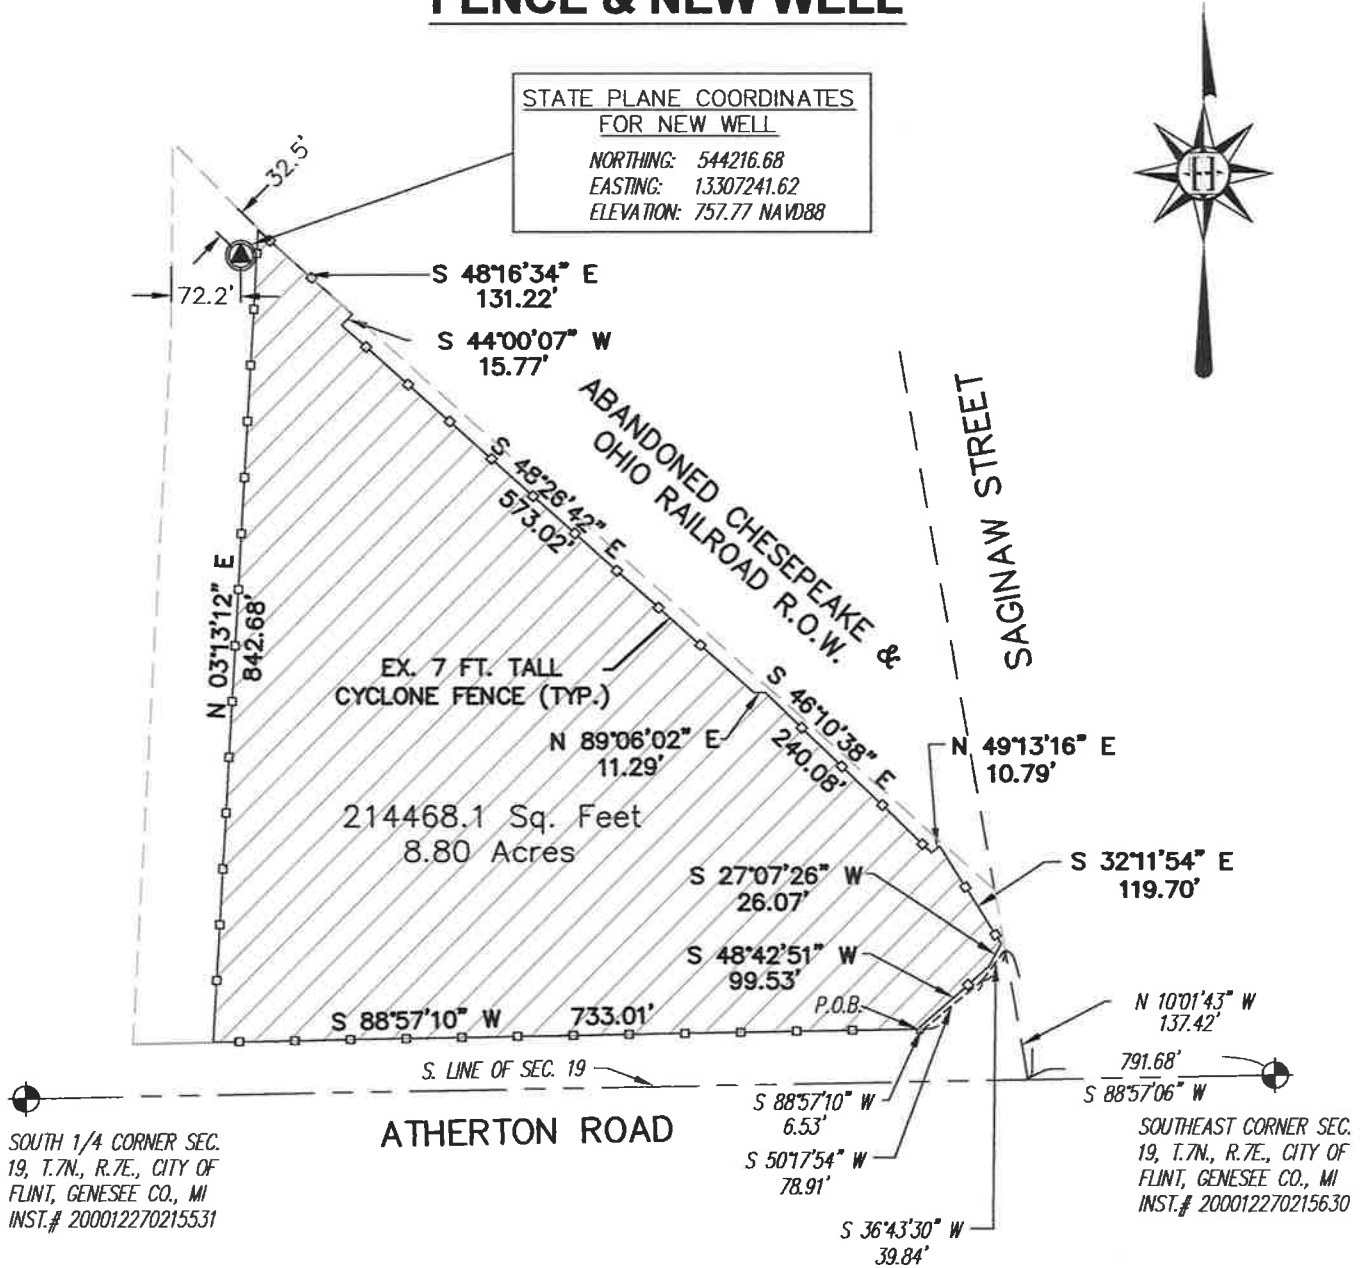 FENCE & NEW WELL
STATE PLANE COORDINATES
FOR NEW WELL
NORTHING: 544216.68
EASTING: 13307241.62
ELEVATION: 757.77 NAVD88
H
32.5'
72.2'
S 48°16'34" E
131.22'
S 44°00'07" W
15.77'
ABANDONED CHESEPEAKE &
OHIO RAILROAD R.O.W.
SAGINAW STREET
S 48°26'42" E
573.02'
N 03°13'12" E
842.68'
EX. 7 FT. TALL
CYCLONE FENCE (TYP.)
S 46°10'38" E
240.08'
N 89°06'02" E
11.29'
N 49°13'16" E
10.79'
214468.1 Sq. Feet
8.80 Acres
S 32°11'54" E
119.70'
S 27°07'26" W
26.07'
S 48°42'51" W
99.53'
P.O.B.
N 10°01'43" W
137.42'
S 88°57'10" W 733.01'
S. LINE OF SEC. 19
791.68'
S 88°57'06" W
S 88°57'10" W
6.53'
ATHERTON ROAD
S 50°17'54" W
78.91'
S 36°43'30" W
39.84'
SOUTH 1/4 CORNER SEC.
19, T.7N., R.7E., CITY OF
FLINT, GENESEE CO., MI
INST.# 200012270215531
SOUTHEAST CORNER SEC.
19, T.7N., R.7E., CITY OF
FLINT, GENESEE CO., MI
INST.# 200012270215630